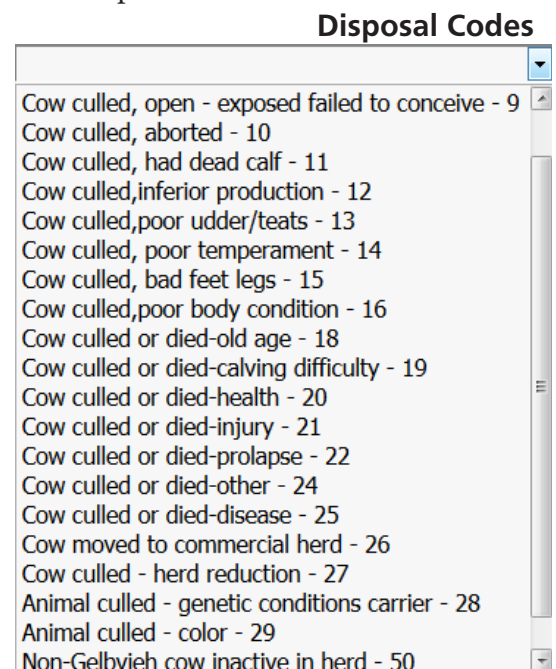 Disposal Codes
Cow culled, open - exposed failed to conceive - 9
Cow culled, aborted - 10
Cow culled, had dead calf - 11
Cow culled,inferior production - 12
Cow culled,poor udder/teats - 13
Cow culled, poor temperament - 14
Cow culled, bad feet legs - 15
Cow culled,poor body condition - 16
Cow culled or died-old age - 18
Cow culled or died-calving difficulty - 19
Cow culled or died-health - 20
Cow culled or died-injury - 21
Cow culled or died-prolapse - 22
Cow culled or died-other - 24
Cow culled or died-disease - 25
Cow moved to commercial herd - 26
Cow culled - herd reduction - 27
Animal culled - genetic conditions carrier - 28
Animal culled - color - 29
Non-Gelbvieh cow inactive in herd - 50